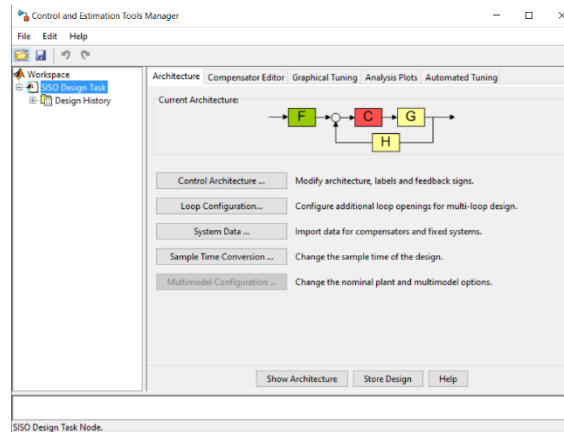 Control and Estimation Tools Manager
File Edit Help
Workspace
SISO Design Task
Design History
Architecture Compensator Editor Graphical Tuning Analysis Plots Automated Tuning
Current Architecture:
F C G
H
Control Architecture ... Modify architecture, labels and feedback signs.
Loop Configuration... Configure additional loop openings for multi-loop design.
System Data ... Import data for compensators and fixed systems.
Sample Time Conversion ... Change the sample time of the design.
Multimodel Configuration ... Change the nominal plant and multimodel options.
Show Architecture Store Design Help
SISO Design Task Node.